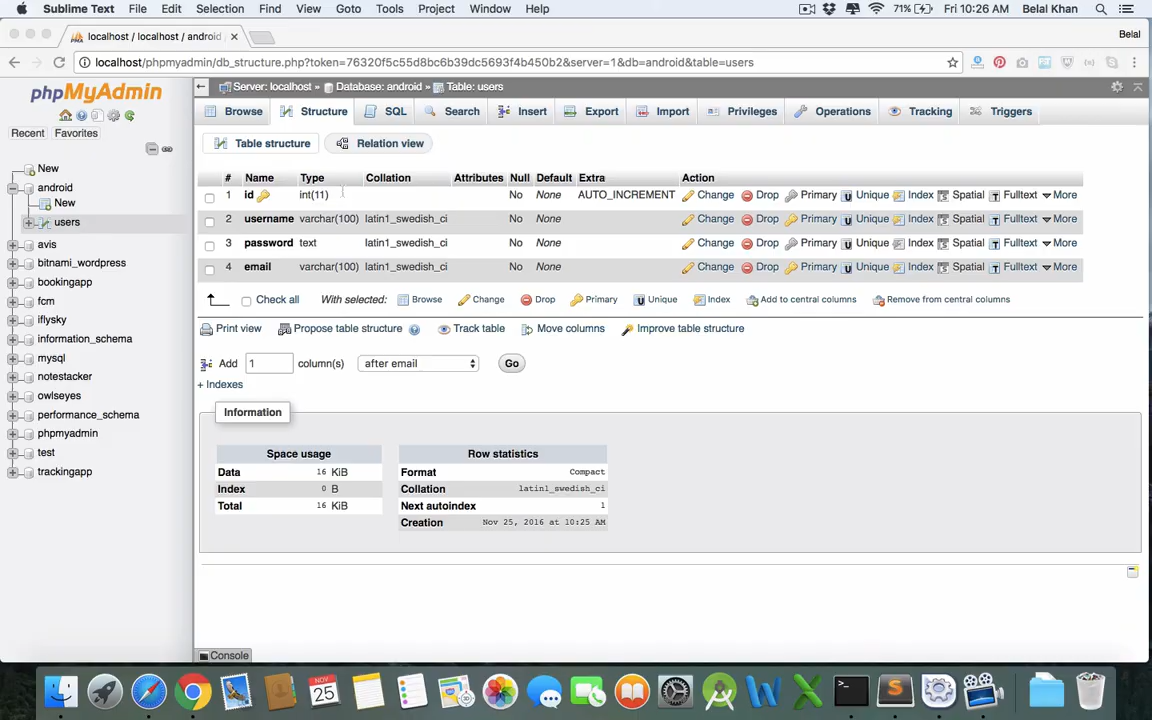 Sublime Text File Edit Selection Find View Goto Tools Project Window Help 71% Fri 10:26 AM Belal Khan
localhost / localhost / android Belal
localhost/phpmyadmin/db_structure.php?token=76320f5c55d8bc6b39dc5693f4b450b2&server=1&db=android&table=users
phpMyAdmin
Recent Favorites
New
android
New
users
avis
bitnami_wordpress
bookingapp
fcm
iflysky
information_schema
mysql
notestacker
owlseyes
performance_schema
phpmyadmin
test
trackingapp
Server: localhost » Database: android » Table: users
Browse Structure SQL Search Insert Export Import Privileges Operations Tracking Triggers
Table structure Relation view
# Name Type Collation Attributes Null Default Extra Action
1 id int(11) No None AUTO_INCREMENT Change Drop Primary Unique Index Spatial Fulltext More
2 username varchar(100) latin1_swedish_ci No None Change Drop Primary Unique Index Spatial Fulltext More
3 password text latin1_swedish_ci No None Change Drop Primary Unique Index Spatial Fulltext More
4 email varchar(100) latin1_swedish_ci No None Change Drop Primary Unique Index Spatial Fulltext More
Check all With selected: Browse Change Drop Primary Unique Index Add to central columns Remove from central columns
Print view Propose table structure Track table Move columns Improve table structure
Add 1 column(s) after email Go
+ Indexes
Information
Space usage
Data 16 KiB
Index 0 B
Total 16 KiB
Row statistics
Format Compact
Collation latin1_swedish_ci
Next autoindex 1
Creation Nov 25, 2016 at 10:25 AM
Console
NOV
25